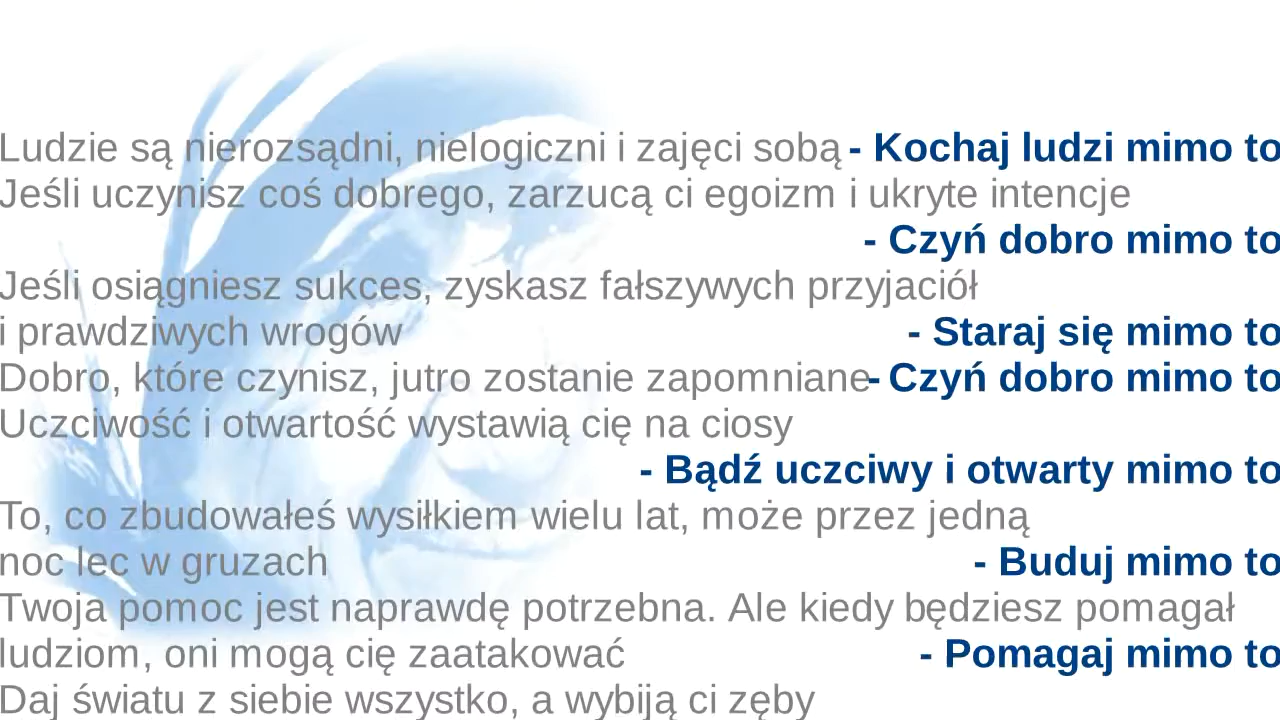 Ludzie są nierozsądni, nielogiczni i zajęci sobą - Kochaj ludzi mimo to
Jeśli uczynisz coś dobrego, zarzucą ci egoizm i ukryte intencje
- Czyń dobro mimo to
Jeśli osiągniesz sukces, zyskasz fałszywych przyjaciół
i prawdziwych wrogów - Staraj się mimo to
Dobro, które czynisz, jutro zostanie zapomniane- Czyń dobro mimo to
Uczciwość i otwartość wystawią cię na ciosy
- Bądź uczciwy i otwarty mimo to
To, co zbudowałeś wysiłkiem wielu lat, może przez jedną
noc lec w gruzach - Buduj mimo to
Twoja pomoc jest naprawdę potrzebna. Ale kiedy będziesz pomagał
ludziom, oni mogą cię zaatakować - Pomagaj mimo to
Daj światu z siebie wszystko, a wybiją ci zęby